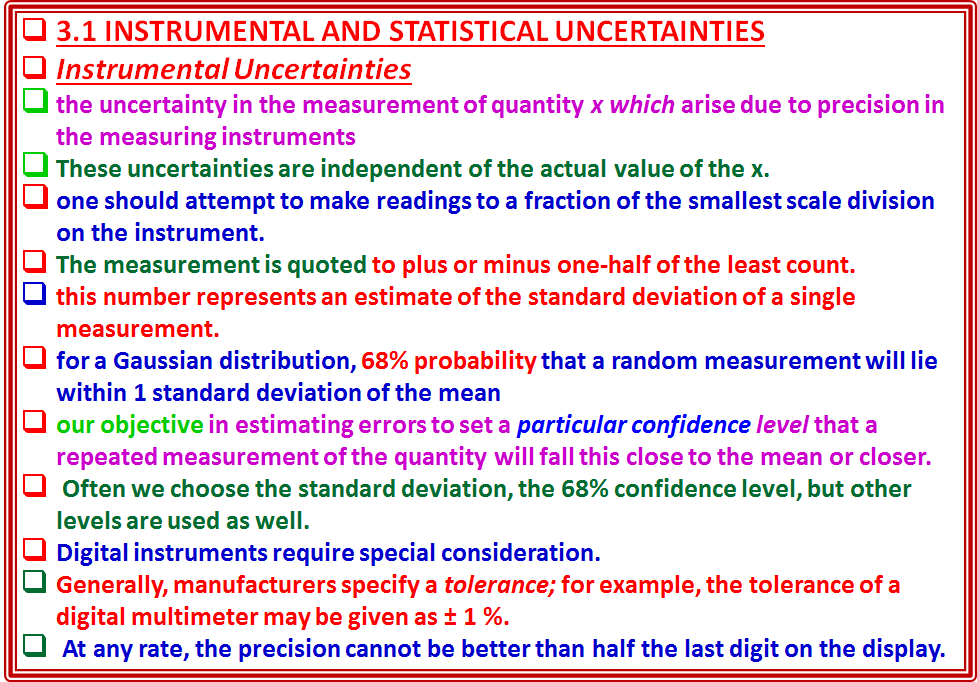 3.1 INSTRUMENTAL AND STATISTICAL UNCERTAINTIES
Instrumental Uncertainties
the uncertainty in the measurement of quantity x which arise due to precision in
the measuring instruments
These uncertainties are independent of the actual value of the x.
one should attempt to make readings to a fraction of the smallest scale division
on the instrument.
The measurement is quoted to plus or minus one-half of the least count.
this number represents an estimate of the standard deviation of a single
measurement.
for a Gaussian distribution, 68% probability that a random measurement will lie
within 1 standard deviation of the mean
our objective in estimating errors to set a particular confidence level that a
repeated measurement of the quantity will fall this close to the mean or closer.
Often we choose the standard deviation, the 68% confidence level, but other
levels are used as well.
Digital instruments require special consideration.
Generally, manufacturers specify a tolerance; for example, the tolerance of a
digital multimeter may be given as ± 1 %.
At any rate, the precision cannot be better than half the last digit on the display.